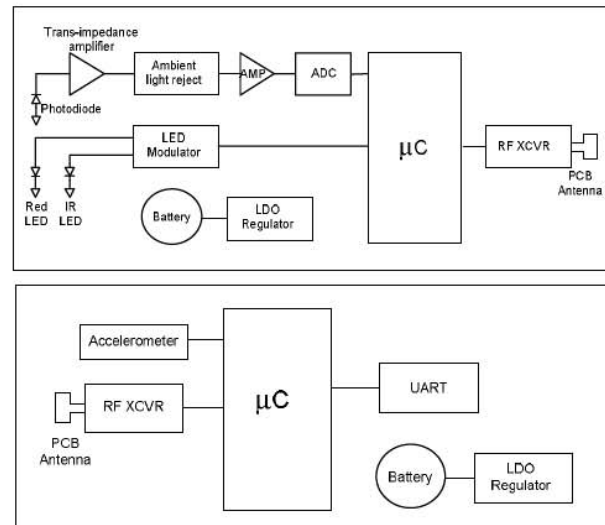 Trans-impedance
amplifier
Ambient
light reject
AMP
ADC
Photodiode
LED
Modulator
μC
RF XCVR
PCB
Antenna
Red
LED
IR
LED
Battery
LDO
Regulator
Accelerometer
μC
RF XCVR
PCB
Antenna
UART
Battery
LDO
Regulator